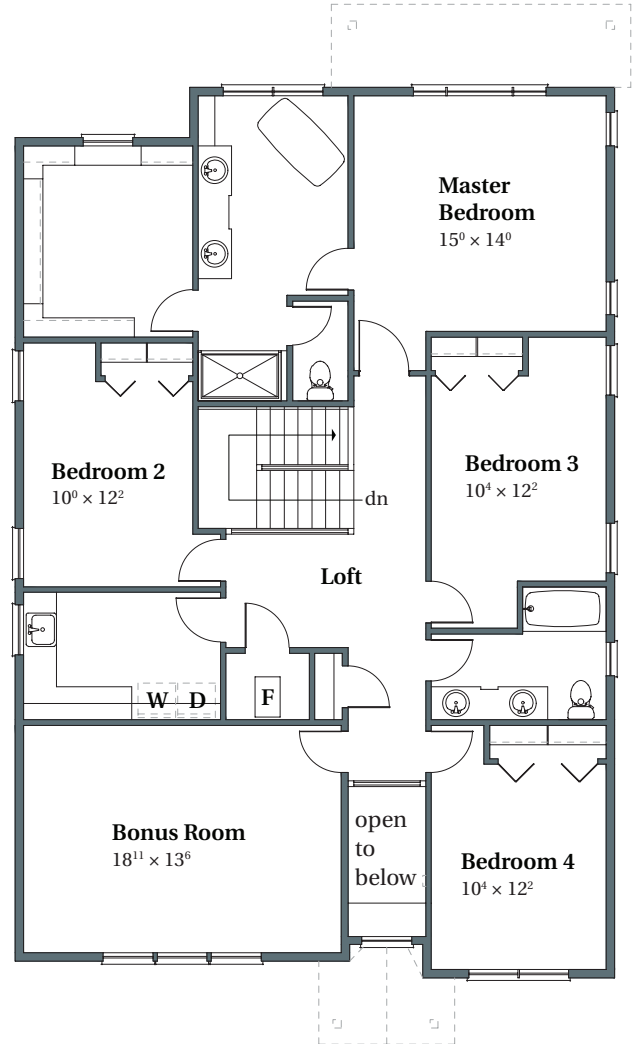 Master
Bedroom
15⁰ × 14⁰
Bedroom 2
10⁰ × 12²
Bedroom 3
10⁴ × 12²
dn
Loft
W D
F
Bonus Room
18¹¹ × 13⁶
open
to
below
Bedroom 4
10⁴ × 12²